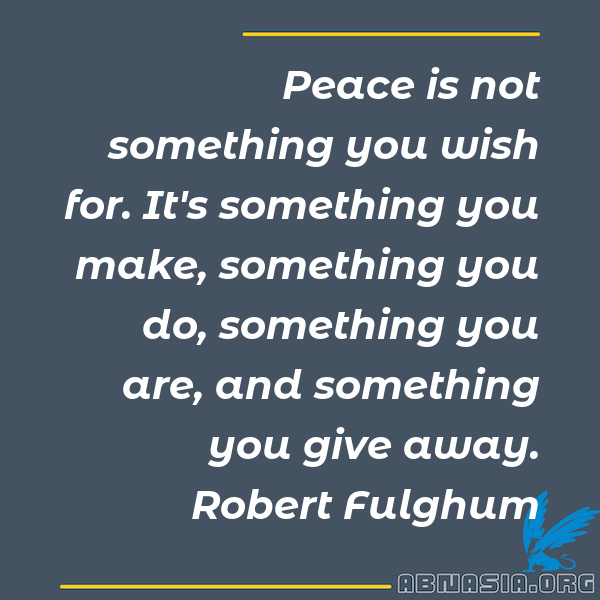 Peace is not
something you wish
for. It's something you
make, something you
do, something you
are, and something
you give away.
Robert Fulghum
ABNASIA.ORG